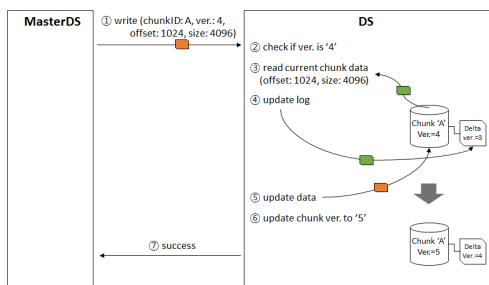 MasterDS
DS
① write (chunkID: A, ver.: 4,
offset: 1024, size: 4096)
② check if ver. is '4'
③ read current chunk data
(offset: 1024, size: 4096)
④ update log
Chunk 'A'
Ver.=4
Delta
ver.=3
⑤ update data
⑥ update chunk ver. to '5'
⑦ success
Chunk 'A'
Ver.=5
Delta
Ver.=4